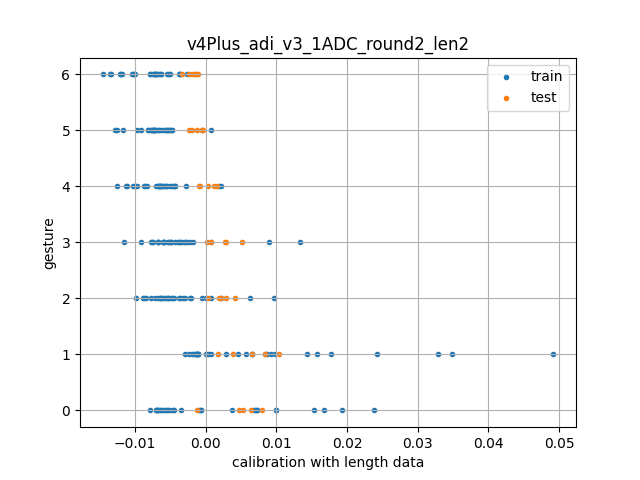 v4Plus_adi_v3_1ADC_round2_len2
train
test
6
5
4
3
2
1
0
gesture
−0.01 0.00 0.01 0.02 0.03 0.04 0.05
calibration with length data